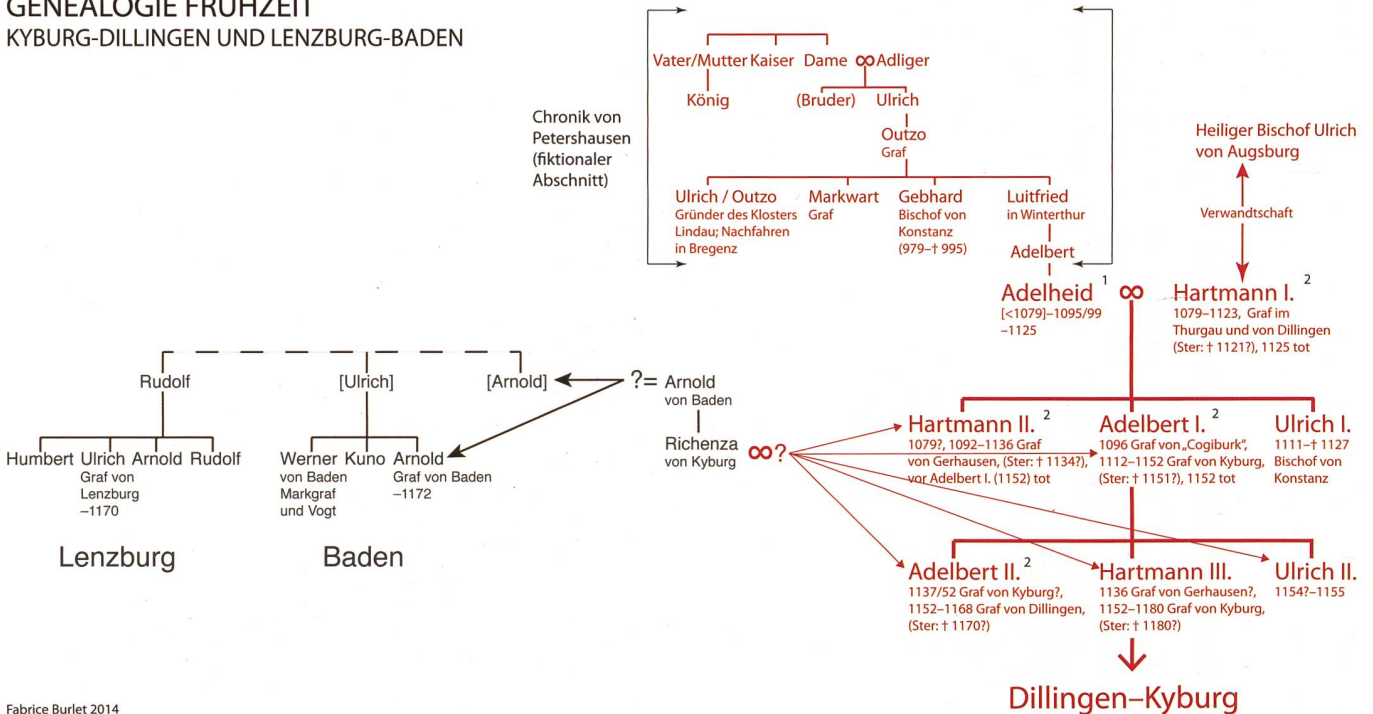 GENEALOGIE FRÜHZEIT
KYBURG-DILLINGEN UND LENZBURG-BADEN
Vater/Mutter Kaiser Dame ∞ Adliger
König
(Bruder) Ulrich
Outzo
Graf
Chronik von
Petershausen
(fiktionaler
Abschnitt)
Ulrich / Outzo
Gründer des Klosters
Lindau; Nachfahren
in Bregenz
Markwart
Graf
Gebhard
Bischof von
Konstanz
(979–† 995)
Luitfried
in Winterthur
Adelbert
Heiliger Bischof Ulrich
von Augsburg
Verwandtschaft
Adelheid 1
[<1079]–1095/99
–1125
∞
Hartmann I. 2
1079–1123, Graf im
Thurgau und von Dillingen
(Ster: † 1121?), 1125 tot
Rudolf
[Ulrich]
[Arnold]
?= Arnold
von Baden
Richenza
von Kyburg
∞?
Humbert
Ulrich
Graf von
Lenzburg
–1170
Arnold
Rudolf
Werner
von Baden
Markgraf
und Vogt
Kuno
Arnold
Graf von Baden
–1172
Lenzburg
Baden
Hartmann II. 2
1079?, 1092–1136 Graf
von Gerhausen, (Ster: † 1134?),
vor Adelbert I. (1152) tot
Adelbert I. 2
1096 Graf von „Cogiburk“,
1112–1152 Graf von Kyburg,
(Ster: † 1151?), 1152 tot
Ulrich I.
1111–† 1127
Bischof von
Konstanz
Adelbert II. 2
1137/52 Graf von Kyburg?,
1152–1168 Graf von Dillingen,
(Ster: † 1170?)
Hartmann III.
1136 Graf von Gerhausen?,
1152–1180 Graf von Kyburg,
(Ster: † 1180?)
Ulrich II.
1154?–1155
Dillingen–Kyburg
Fabrice Burlet 2014